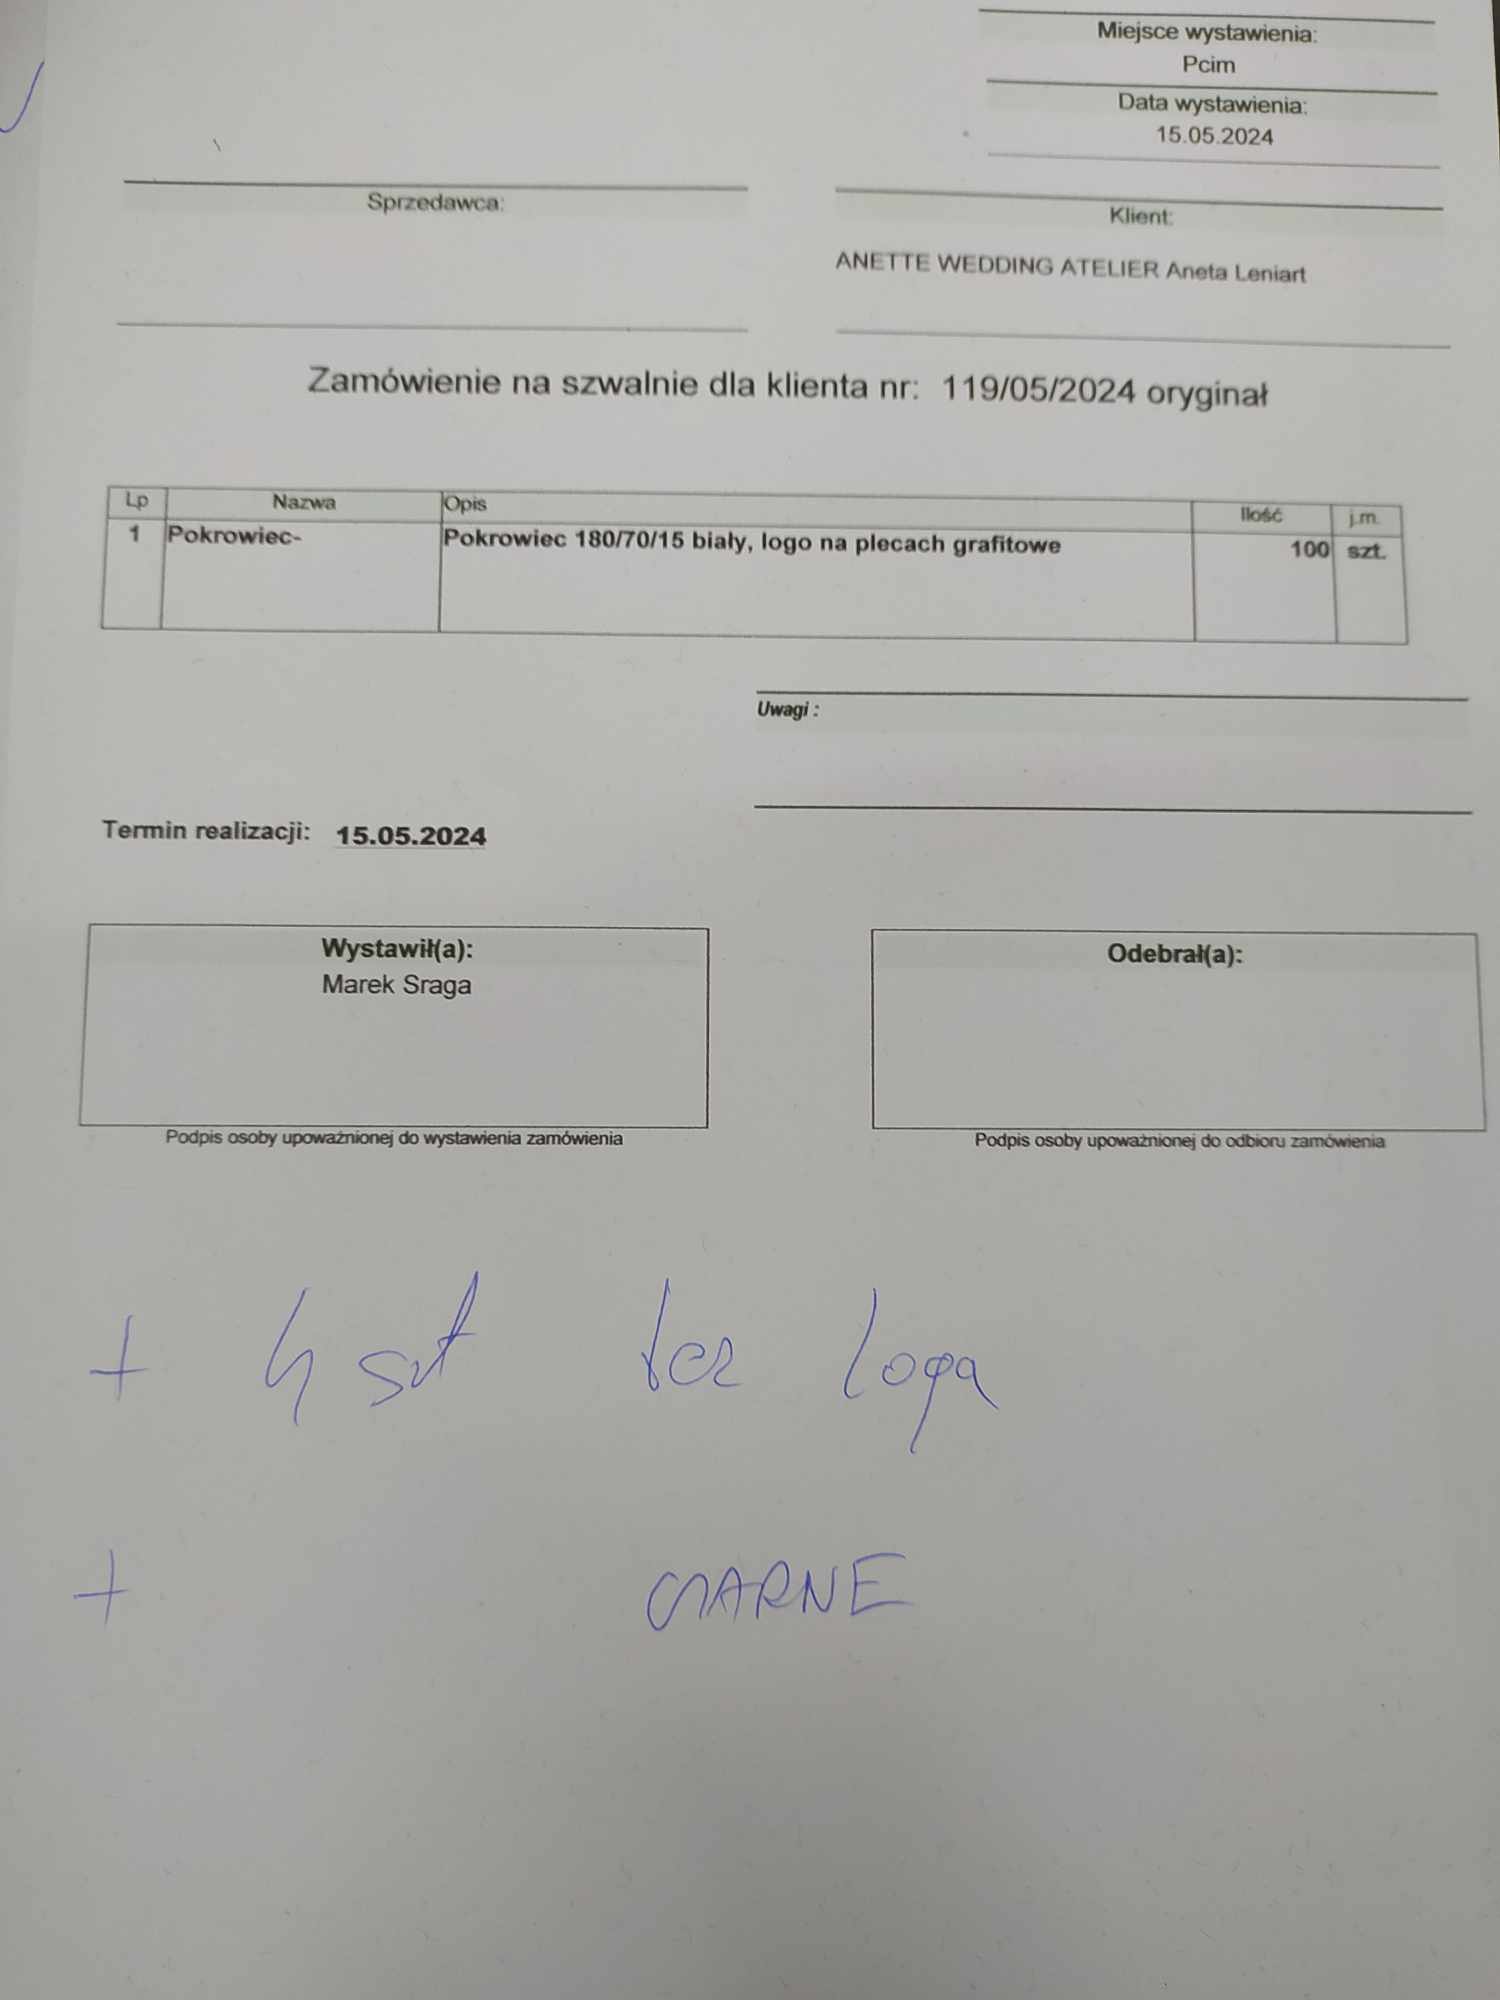 Miejsce wystawienia:
Pcim
Data wystawienia:
15.05.2024
Sprzedawca:
Klient:
ANETTE WEDDING ATELIER Aneta Leniart
Zamówienie na szwalnie dla klienta nr: 119/05/2024 oryginał
Lp Nazwa Opis Ilość j.m.
1 Pokrowiec- Pokrowiec 180/70/15 biały, logo na plecach grafitowe 100 szt.
Uwagi :
Termin realizacji: 15.05.2024
Wystawił(a):
Marek Sraga
Podpis osoby upoważnionej do wystawienia zamówienia
Odebrał(a):
Podpis osoby upoważnionej do odbioru zamówienia
+ 4 szt bez loga
+ CZARNE